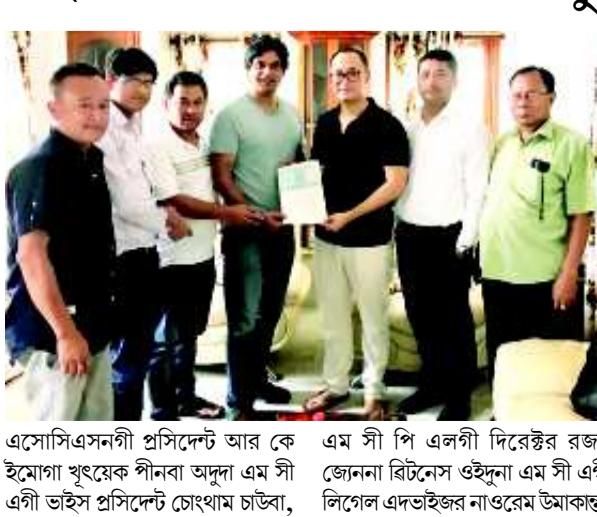 এসোসিএসনগী প্রসিদেন্ট আর কে
ইমোগা খূৎয়েক পীনবা অদুদা এম সী
এগী ভাইস প্রসিদেন্ট চোংথাম চাউবা,
এম সী পি এলগী দিরেক্টর রজ
জ্যেননা ৱিটনেস ওইদুনা এম সী এগী
লিগেল এদভাইজর নাওরেম উমাকান্ত